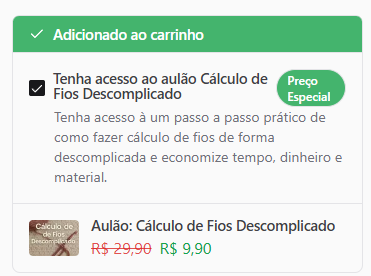 Adicionado ao carrinho
Tenha acesso ao aulão Cálculo de
Fios Descomplicado
Preço
Especial
Tenha acesso à um passo a passo prático de
como fazer cálculo de fios de forma
descomplicada e economize tempo, dinheiro e
material.
Cálculo de
de Fios
Descomplicado
Aulão: Cálculo de Fios Descomplicado
R$ 29,90 R$ 9,90